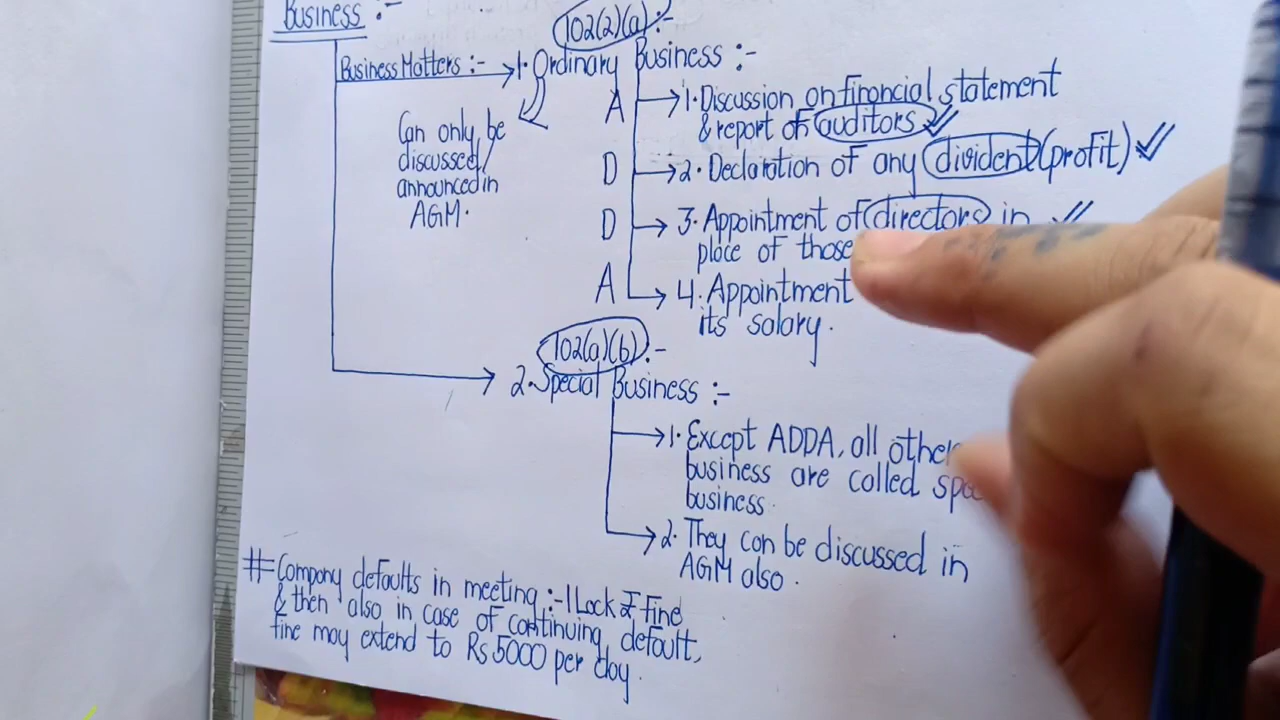 Business :-
102(2)(a) :-
Business Matters :- 1. Ordinary Business :-
Can only be
discussed/
announced in
AGM.
A 1. Discussion on financial statement
& report of auditors
D 2. Declaration of any divident (profit)
D 3. Appointment of directors in
place of those
A 4. Appointment
its salary.
102(a)(b) :-
2. Special Business :-
1. Except ADDA, all other
business are called
business.
2. They can be discussed in
AGM also.
# Company defaults in meeting :- 1 Lack ₹ fine
& then also in case of continuing default,
fine may extend to Rs 5000 per day.